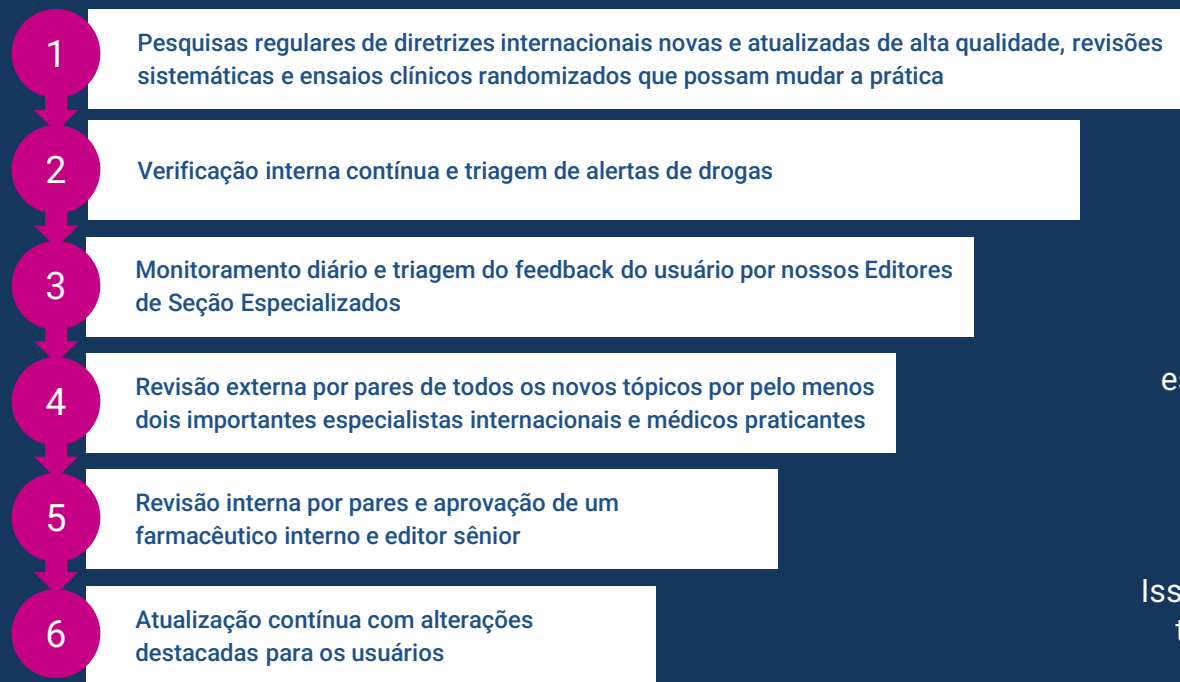 1
Pesquisas regulares de diretrizes internacionais novas e atualizadas de alta qualidade, revisões
sistemáticas e ensaios clínicos randomizados que possam mudar a prática
2
Verificação interna contínua e triagem de alertas de drogas
3
Monitoramento diário e triagem do feedback do usuário por nossos Editores
de Seção Especializados
4
Revisão externa por pares de todos os novos tópicos por pelo menos
dois importantes especialistas internacionais e médicos praticantes
5
Revisão interna por pares e aprovação de um
farmacêutico interno e editor sênior
6
Atualização contínua com alterações
destacadas para os usuários